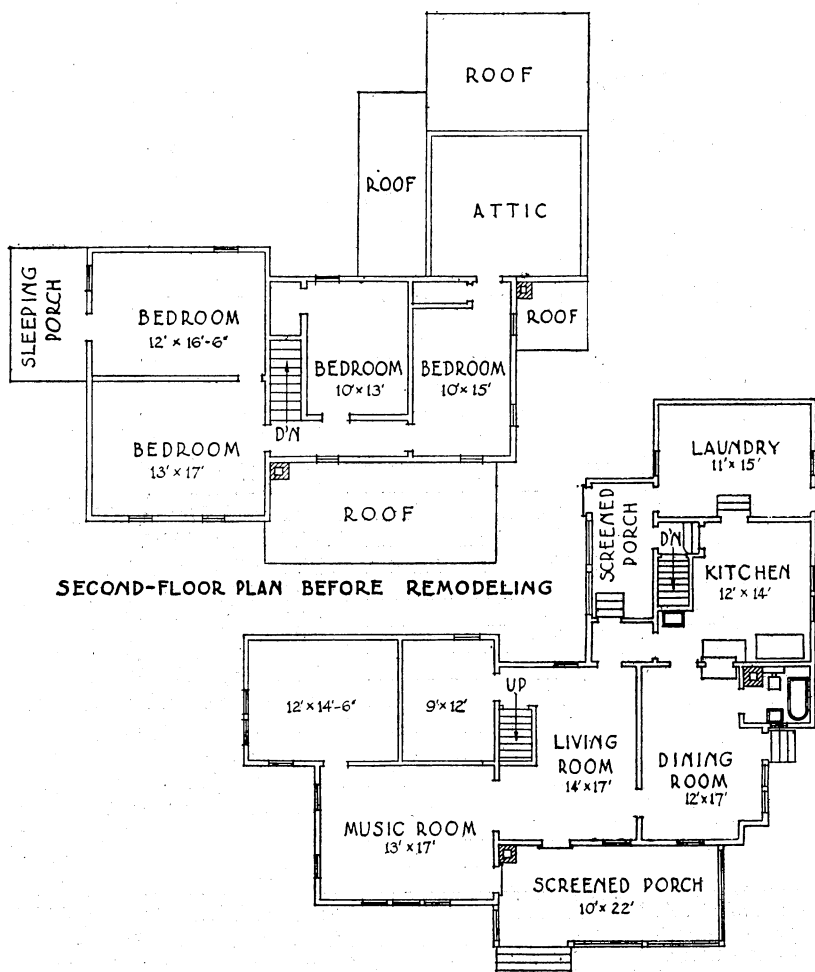 ROOF
ROOF
ATTIC
SLEEPING
PORCH
BEDROOM
12' × 16'-6"
BEDROOM
10' × 13'
BEDROOM
10' × 15'
ROOF
D'N
BEDROOM
13' × 17'
ROOF
SECOND-FLOOR PLAN BEFORE REMODELING
LAUNDRY
11' × 15'
SCREENED
PORCH
D'N
KITCHEN
12' × 14'
12' × 14'-6"
9' × 12'
UP
LIVING
ROOM
14' × 17'
DINING
ROOM
12' × 17'
MUSIC ROOM
13' × 17'
SCREENED PORCH
10' × 22'